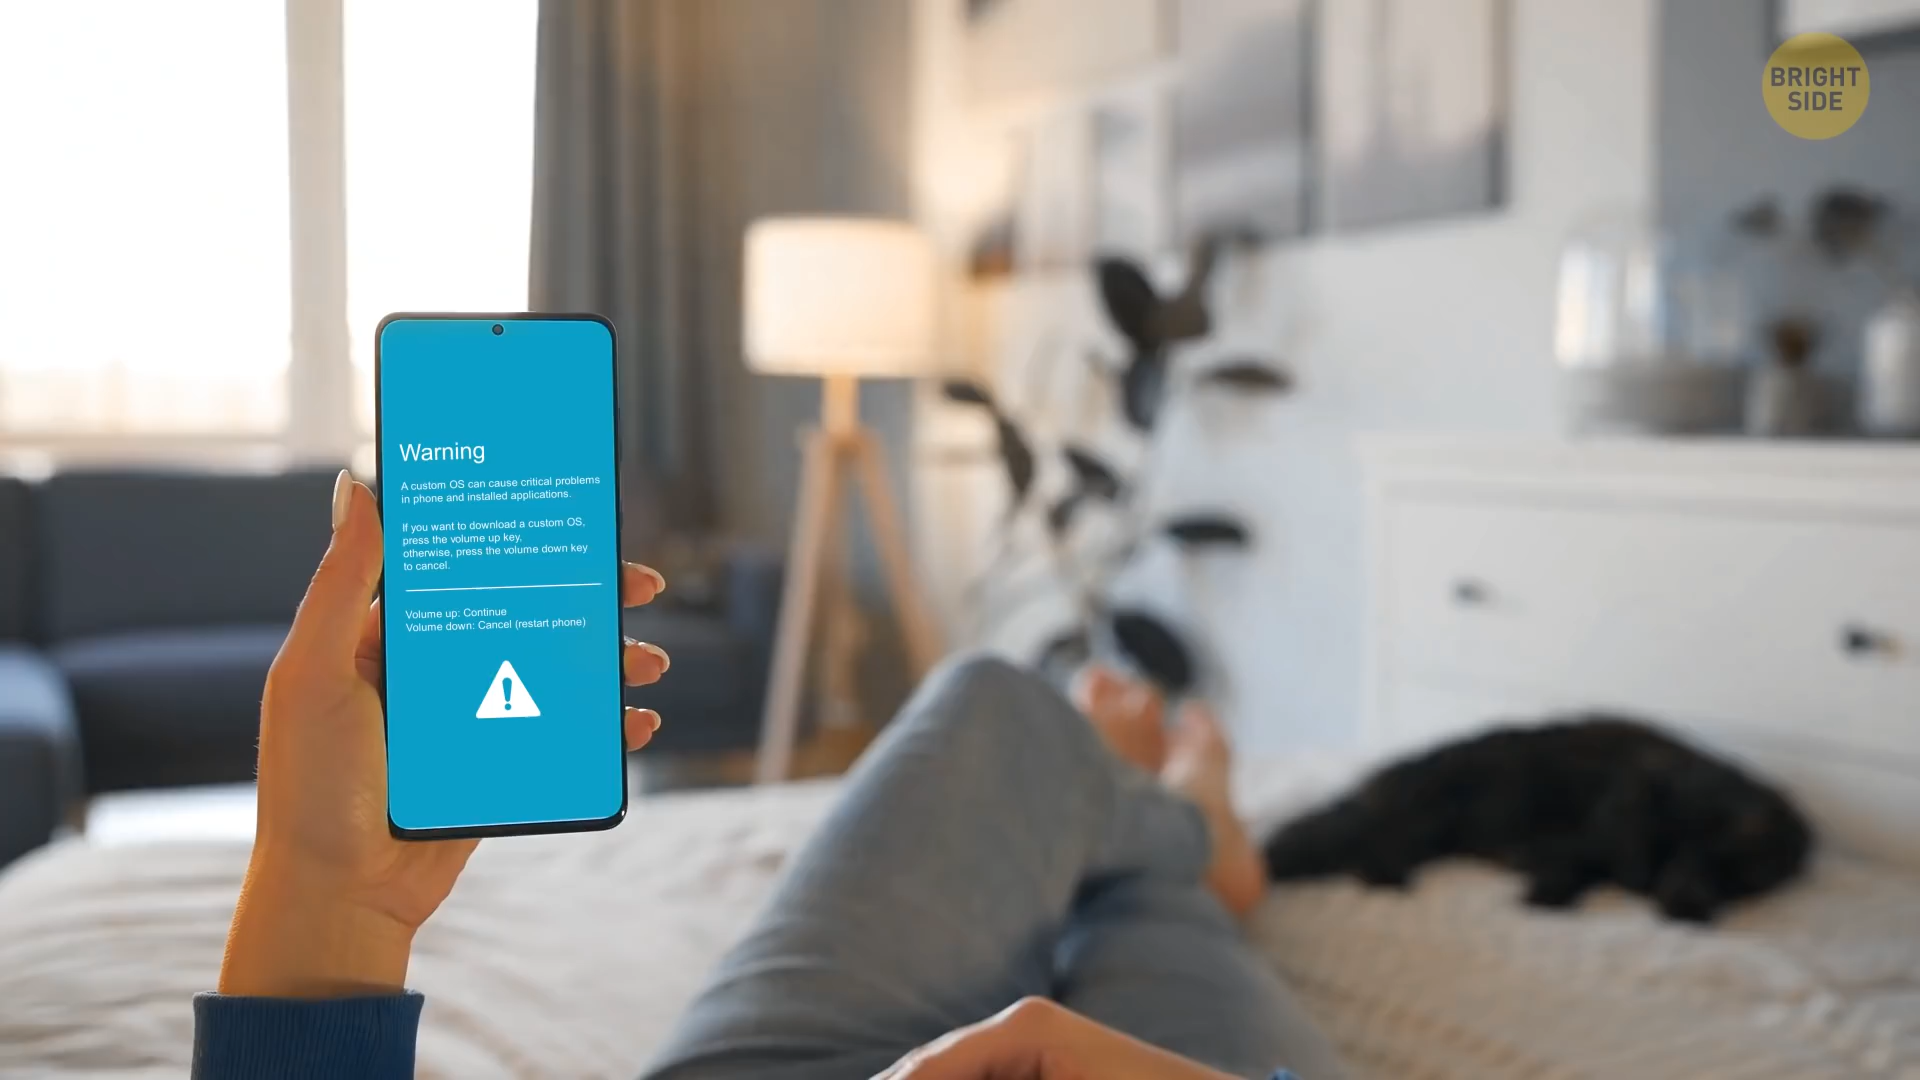 BRIGHT
SIDE
Warning
A custom OS can cause critical problems
in phone and installed applications.
If you want to download a custom OS,
press the volume up key,
otherwise, press the volume down key
to cancel.
Volume up: Continue
Volume down: Cancel (restart phone)